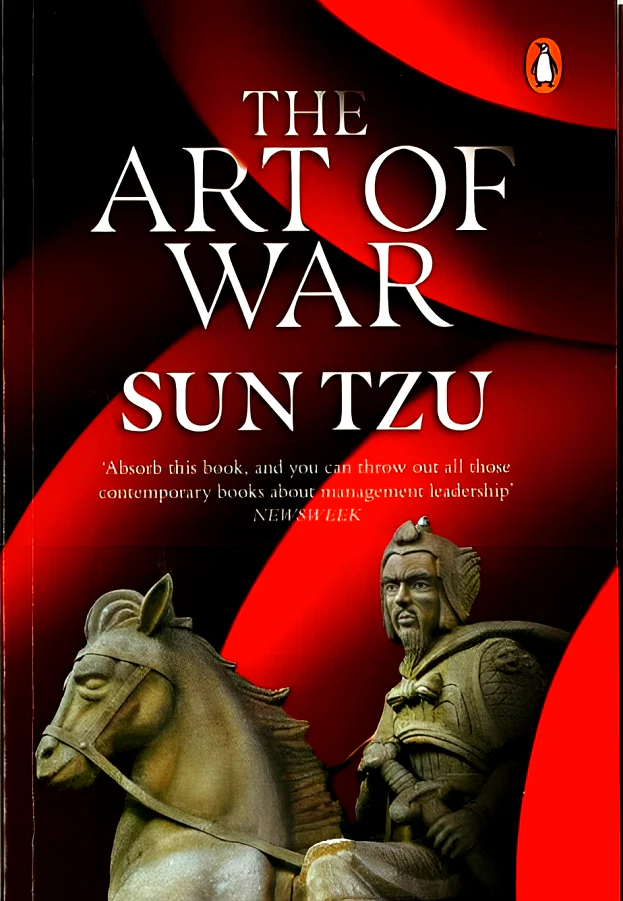 THE
ART OF
WAR
SUN TZU
‘Absorb this book, and you can throw out all those
contemporary books about management leadership’
NEWSWEEK